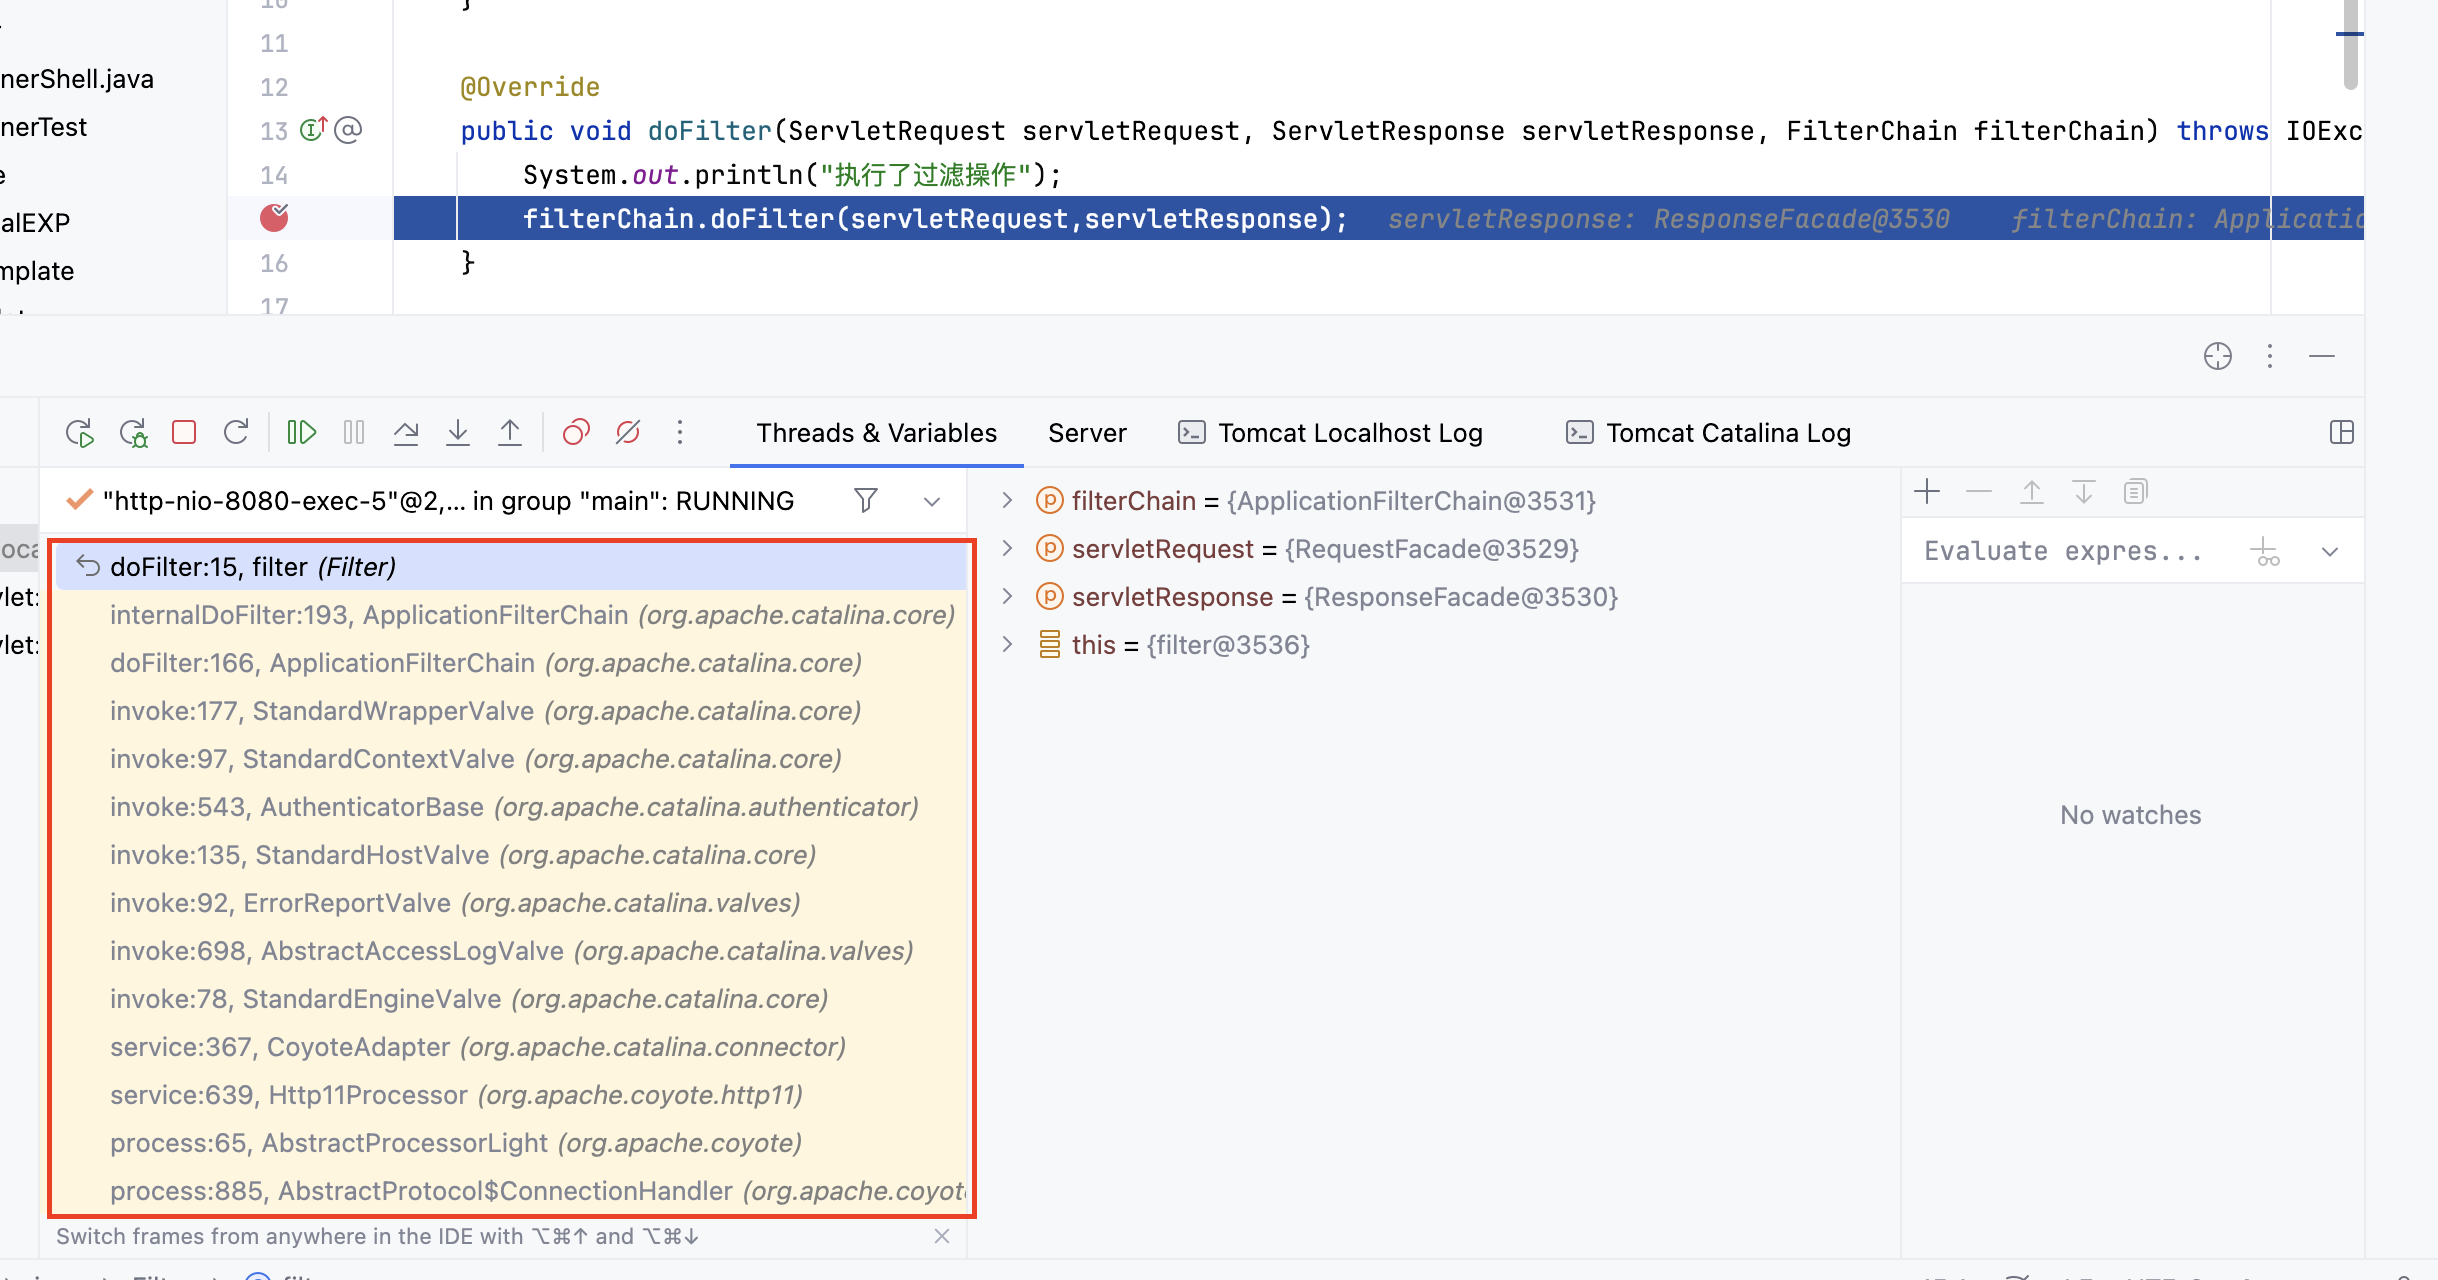 11
nerShell.java
12 @Override
nerTest
13 public void doFilter(ServletRequest servletRequest, ServletResponse servletResponse, FilterChain filterChain) throws IOExc
14 System.out.println("执行了过滤操作");
alEXP
filterChain.doFilter(servletRequest,servletResponse); servletResponse: ResponseFacade@3530 filterChain: Applicatio
16 }
mplate
17
Threads & Variables Server Tomcat Localhost Log Tomcat Catalina Log
"http-nio-8080-exec-5"@2,... in group "main": RUNNING
doFilter:15, filter (Filter)
internalDoFilter:193, ApplicationFilterChain (org.apache.catalina.core)
doFilter:166, ApplicationFilterChain (org.apache.catalina.core)
invoke:177, StandardWrapperValve (org.apache.catalina.core)
invoke:97, StandardContextValve (org.apache.catalina.core)
invoke:543, AuthenticatorBase (org.apache.catalina.authenticator)
invoke:135, StandardHostValve (org.apache.catalina.core)
invoke:92, ErrorReportValve (org.apache.catalina.valves)
invoke:698, AbstractAccessLogValve (org.apache.catalina.valves)
invoke:78, StandardEngineValve (org.apache.catalina.core)
service:367, CoyoteAdapter (org.apache.catalina.connector)
service:639, Http11Processor (org.apache.coyote.http11)
process:65, AbstractProcessorLight (org.apache.coyote)
process:885, AbstractProtocol$ConnectionHandler (org.apache.coyote
Switch frames from anywhere in the IDE with ⌥⌘↑ and ⌥⌘↓
filterChain = {ApplicationFilterChain@3531}
servletRequest = {RequestFacade@3529}
servletResponse = {ResponseFacade@3530}
this = {filter@3536}
Evaluate expres...
No watches